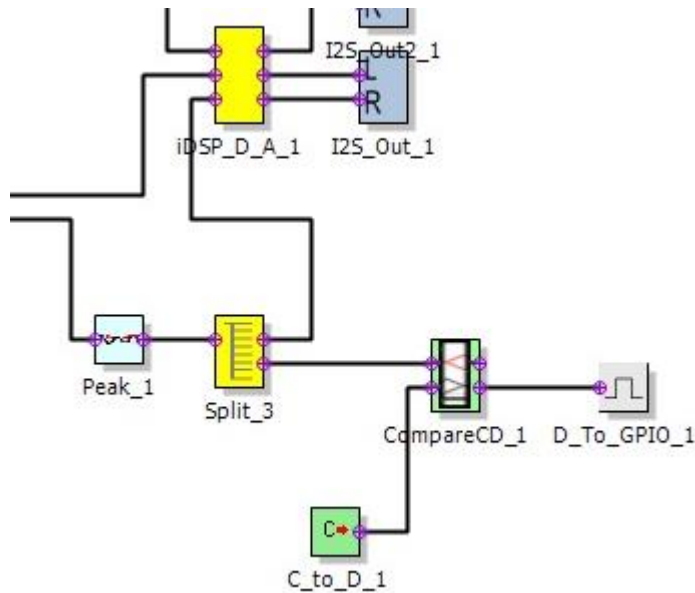 R
I2S_Out2_1
L
R
iDSP_D_A_1
I2S_Out_1
Peak_1
Split_3
CompareCD_1
D_To_GPIO_1
C
C_to_D_1